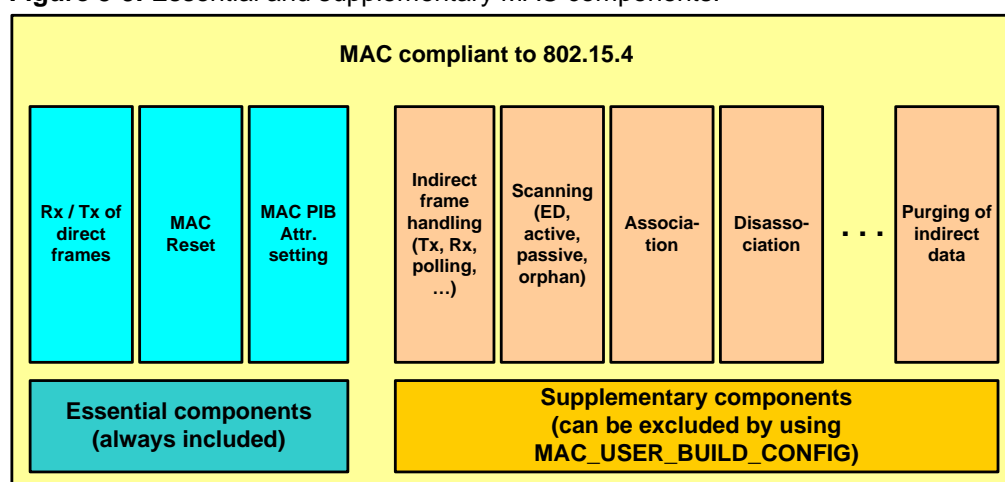 Figure Essential and supplementary MAC components.
MAC compliant to 802.15.4
Rx / Tx of
direct
frames
MAC
Reset
MAC PIB
Attr.
setting
Indirect
frame
handling
(Tx, Rx,
polling,
…)
Scanning
(ED,
active,
passive,
orphan)
Associa-
tion
Disasso-
ciation
. . .
Purging of
indirect
data
Essential components
(always included)
Supplementary components
(can be excluded by using
MAC_USER_BUILD_CONFIG)